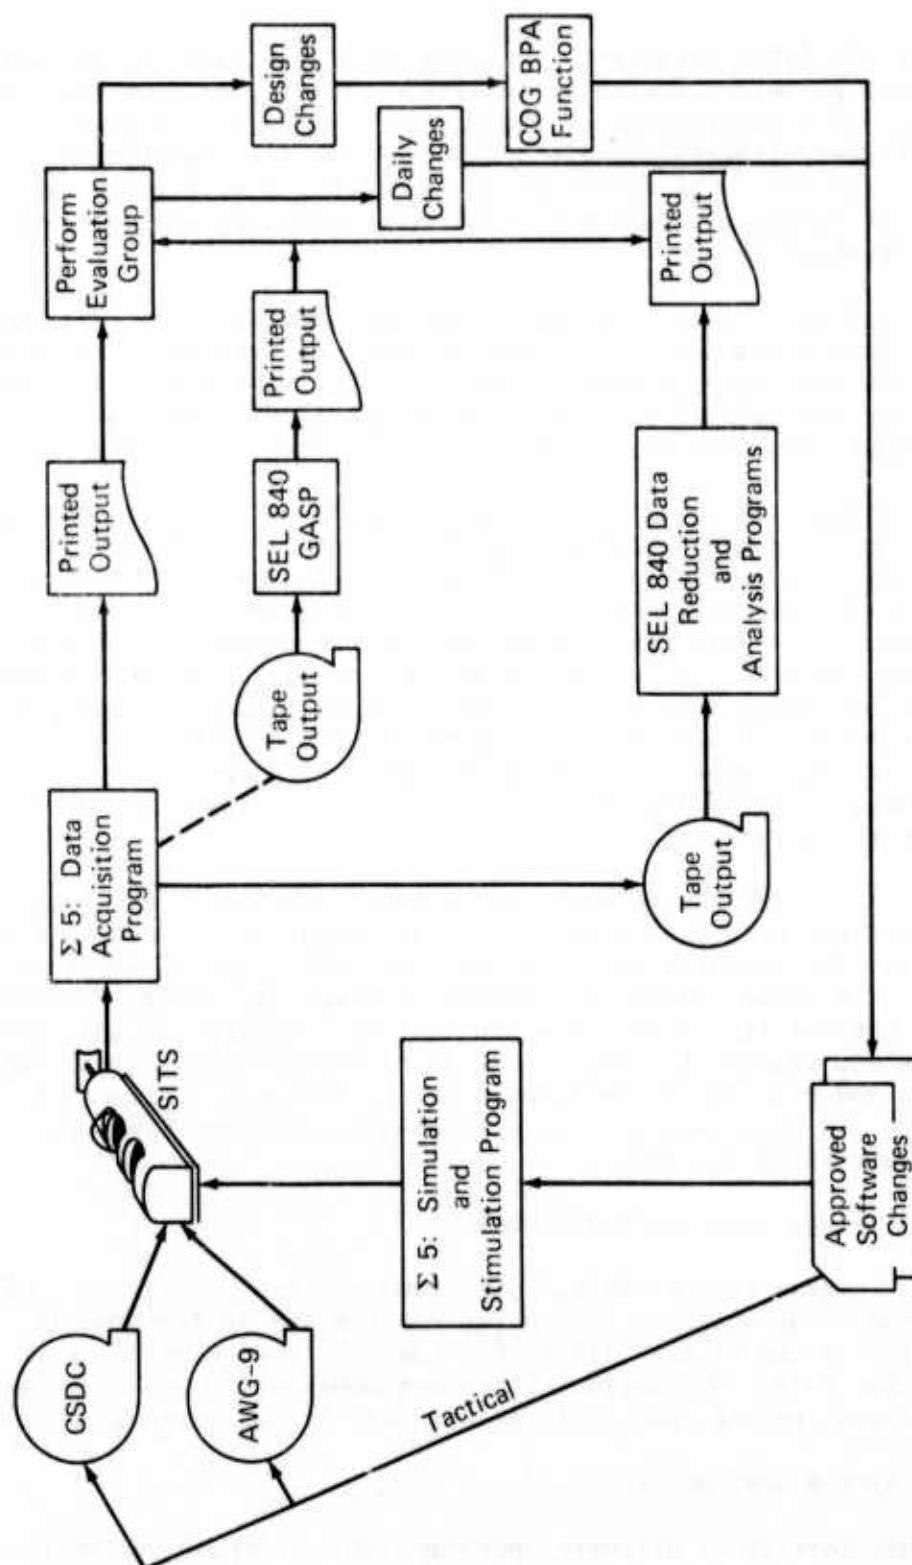 CSDC
AWG-9
Tactical
SITS
Σ 5: Simulation
and
Stimulation Program
Approved
Software
Changes
Σ 5: Data
Acquisition
Program
Tape
Output
Tape
Output
Printed
Output
SEL 840
GASP
SEL 840 Data
Reduction
and
Analysis Programs
Printed
Output
Printed
Output
Perform
Evaluation
Group
Daily
Changes
Design
Changes
COG BPA
Function